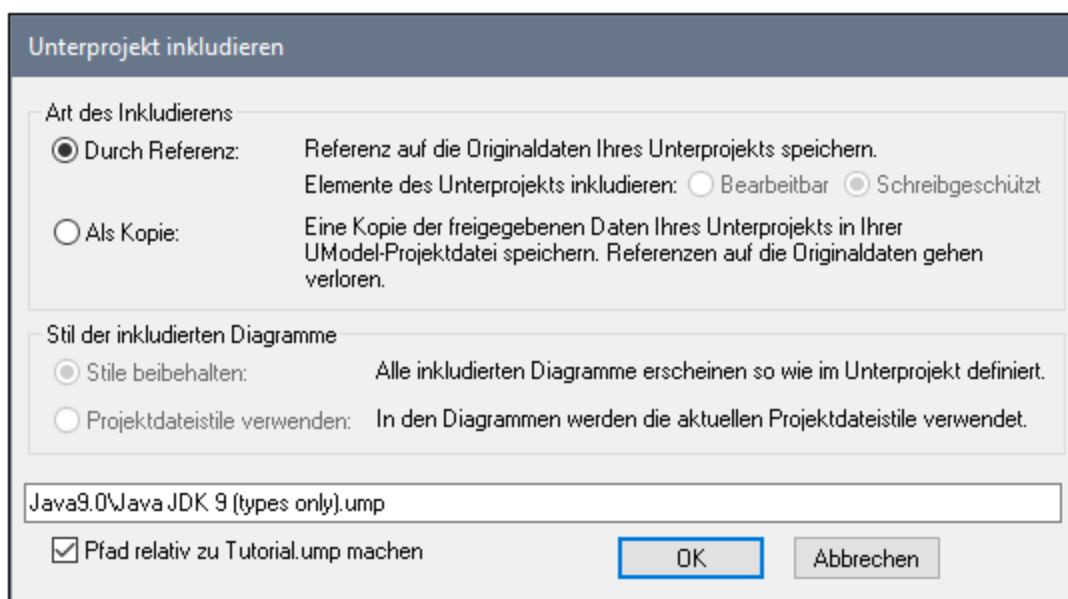 Unterprojekt inkludieren
Art des Inkludierens
Durch Referenz: Referenz auf die Originaldaten Ihres Unterprojekts speichern.
Elemente des Unterprojekts inkludieren: Bearbeitbar Schreibgeschützt
Als Kopie: Eine Kopie der freigegebenen Daten Ihres Unterprojekts in Ihrer
UModel-Projektdatei speichern. Referenzen auf die Originaldaten gehen
verloren.
Stil der inkludierten Diagramme
Stile beibehalten: Alle inkludierten Diagramme erscheinen so wie im Unterprojekt definiert.
Projektdateistile verwenden: In den Diagrammen werden die aktuellen Projektdateistile verwendet.
Java9.0\Java JDK 9 (types only).ump
Pfad relativ zu Tutorial.ump machen OK Abbrechen